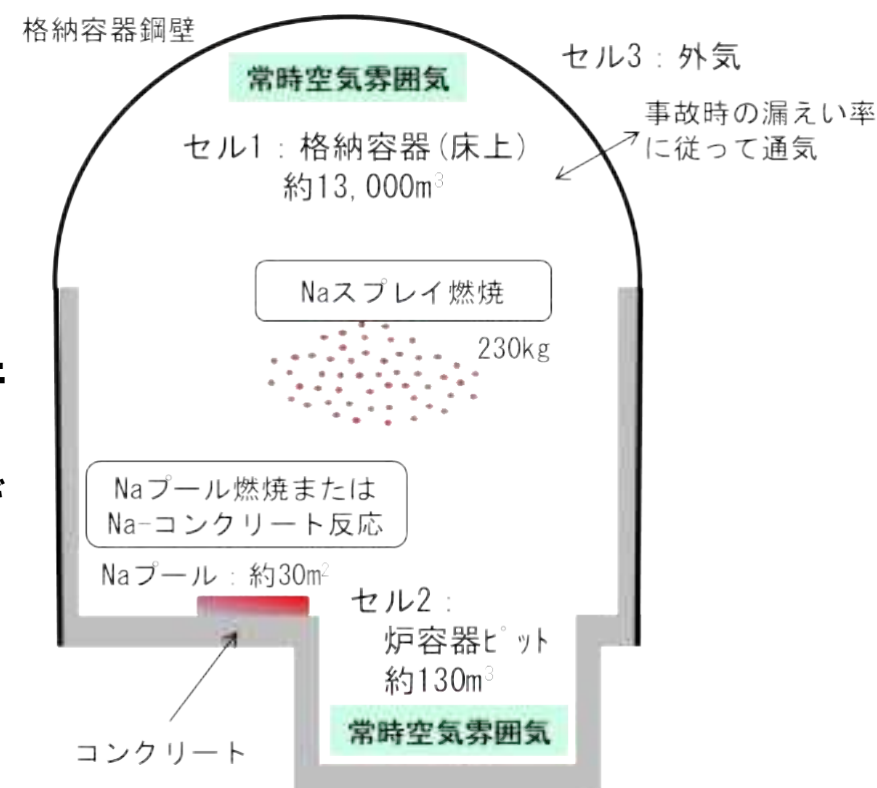 格納容器鋼壁
常時空気雰囲気
セル3：外気
事故時の漏えい率
に従って通気
セル1：格納容器(床上)
約13,000m³
Naスプレイ燃焼
230kg
Naプール燃焼または
Na-コンクリート反応
Naプール：約30m²
セル2：
炉容器ﾋﾟｯﾄ
約130m³
常時空気雰囲気
コンクリート